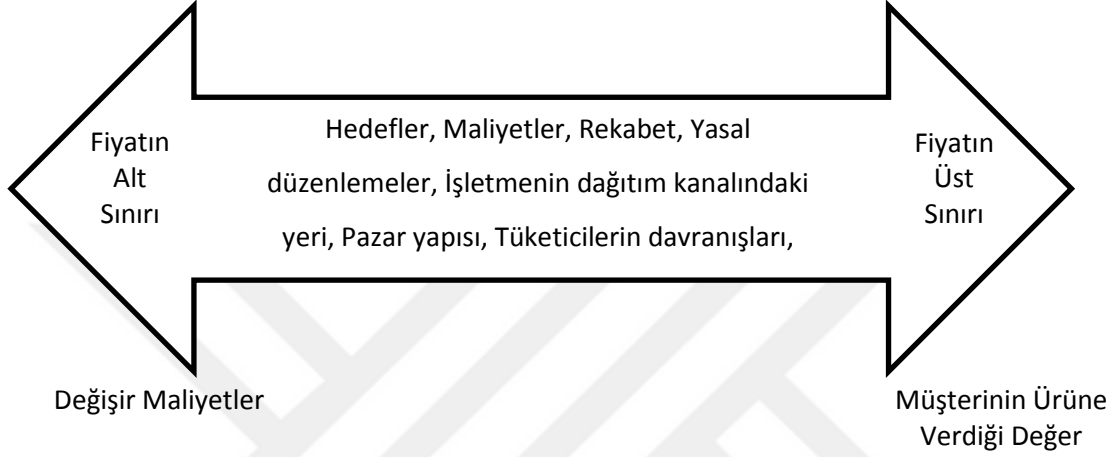 Fiyatın
Alt
Sınırı
Hedefler, Maliyetler, Rekabet, Yasal
düzenlemeler, İşletmenin dağıtım kanalındaki
yeri, Pazar yapısı, Tüketicilerin davranışları,
Fiyatın
Üst
Sınırı
Değişir Maliyetler
Müşterinin Ürüne
Verdiği Değer